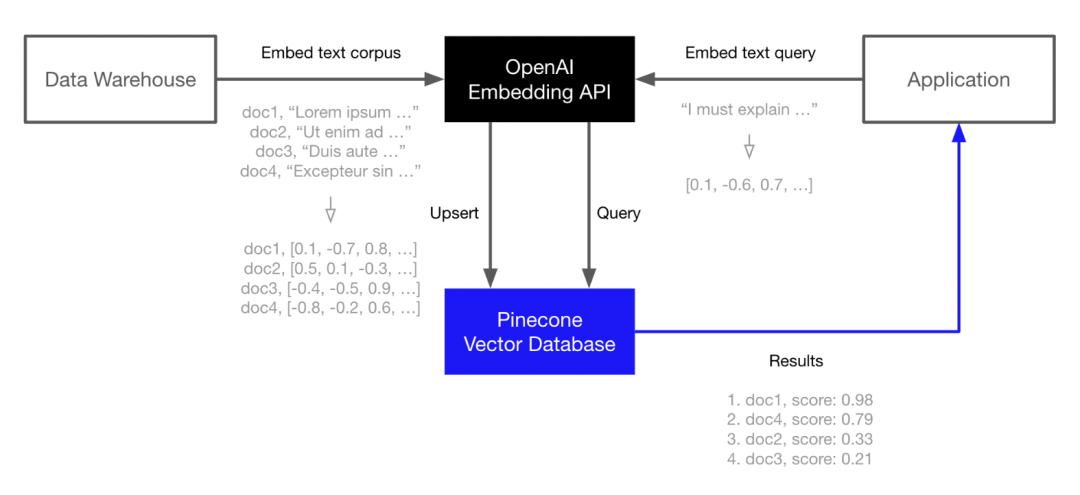 Data Warehouse
Embed text corpus
OpenAI
Embedding API
Embed text query
Application
doc1, “Lorem ipsum …”
doc2, “Ut enim ad …”
doc3, “Duis aute …”
doc4, “Excepteur sin …”
“I must explain …”
[0.1, -0.6, 0.7, …]
Upsert
Query
doc1, [0.1, -0.7, 0.8, …]
doc2, [0.5, 0.1, -0.3, …]
doc3, [-0.4, -0.5, 0.9, …]
doc4, [-0.8, -0.2, 0.6, …]
Pinecone
Vector Database
Results
1. doc1, score: 0.98
2. doc4, score: 0.79
3. doc2, score: 0.33
4. doc3, score: 0.21